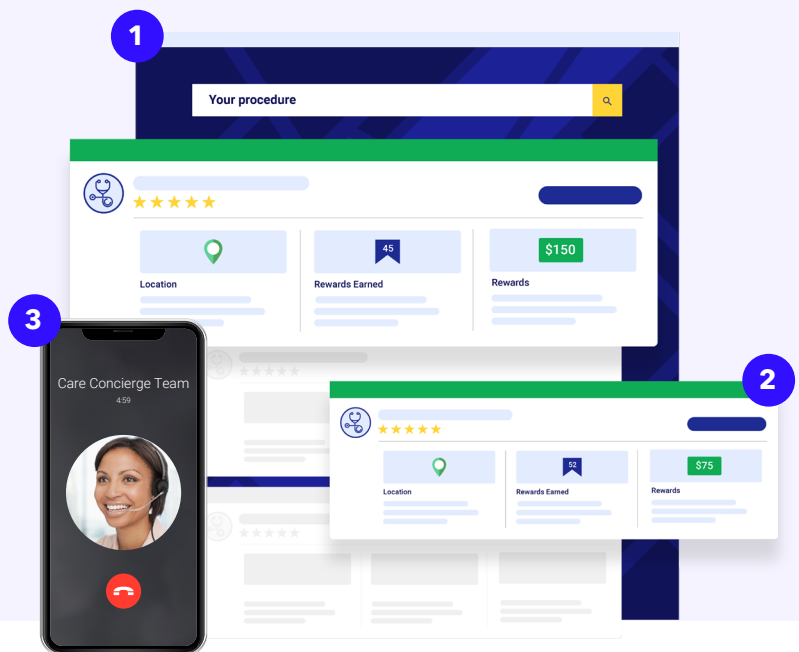 1
Your procedure
45
$150
Location
Rewards Earned
Rewards
3
Care Concierge Team
4:59
2
52
$75
Location
Rewards Earned
Rewards